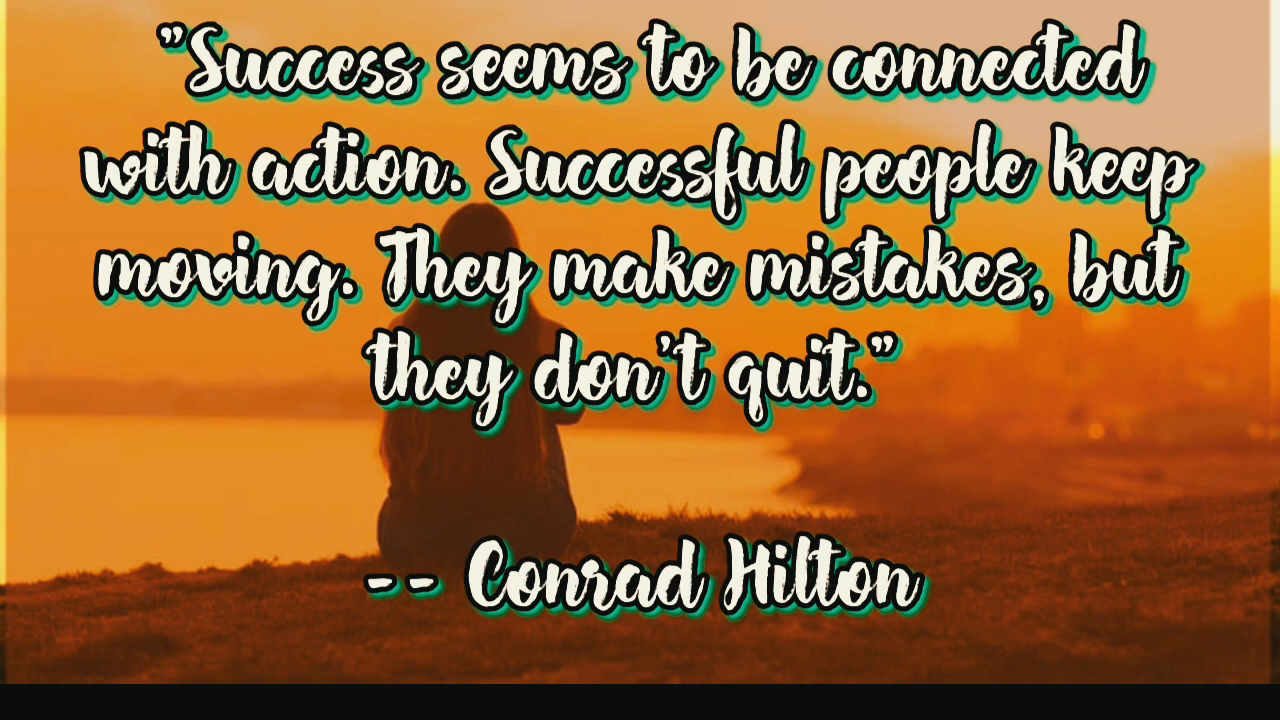 "Success seems to be connected
with action. Successful people keep
moving. They make mistakes, but
they don't quit."
-- Conrad Hilton